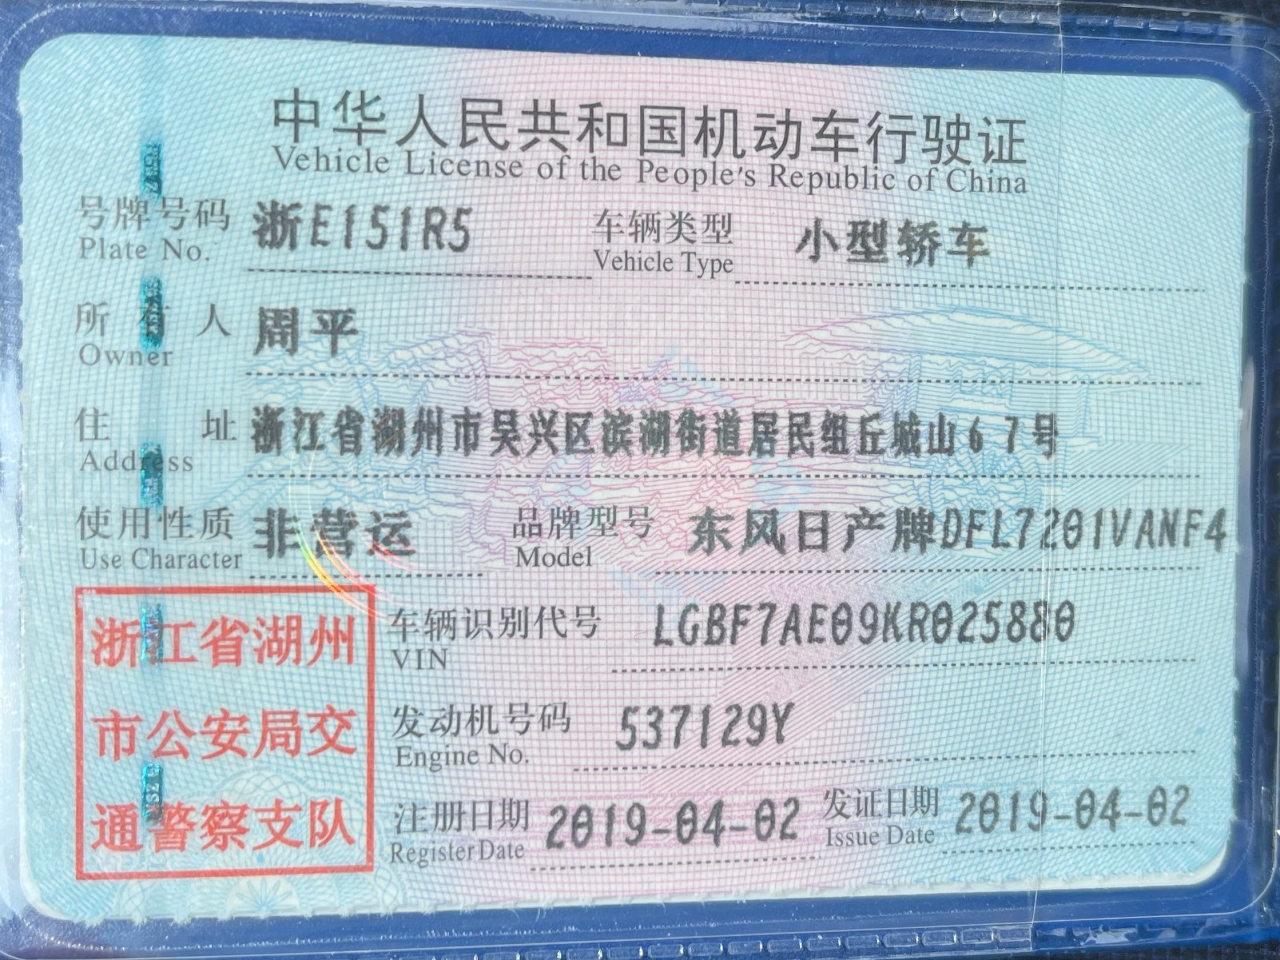 中华人民共和国机动车行驶证
Vehicle License of the People's Republic of China
号牌号码 浙E151R5 车辆类型 小型轿车
Plate No. Vehicle Type
所有人 周平
Owner
住址 浙江省湖州市吴兴区滨湖街道居民组丘城山67号
Address
使用性质 非营运 品牌型号 东风日产牌DFL7201VANF4
Use Character Model
浙江省湖州 车辆识别代号 LGBF7AE09KR025880
VIN
市公安局交 发动机号码 537129Y
Engine No.
通警察支队 注册日期 2019-04-02 发证日期 2019-04-02
Register Date Issue Date